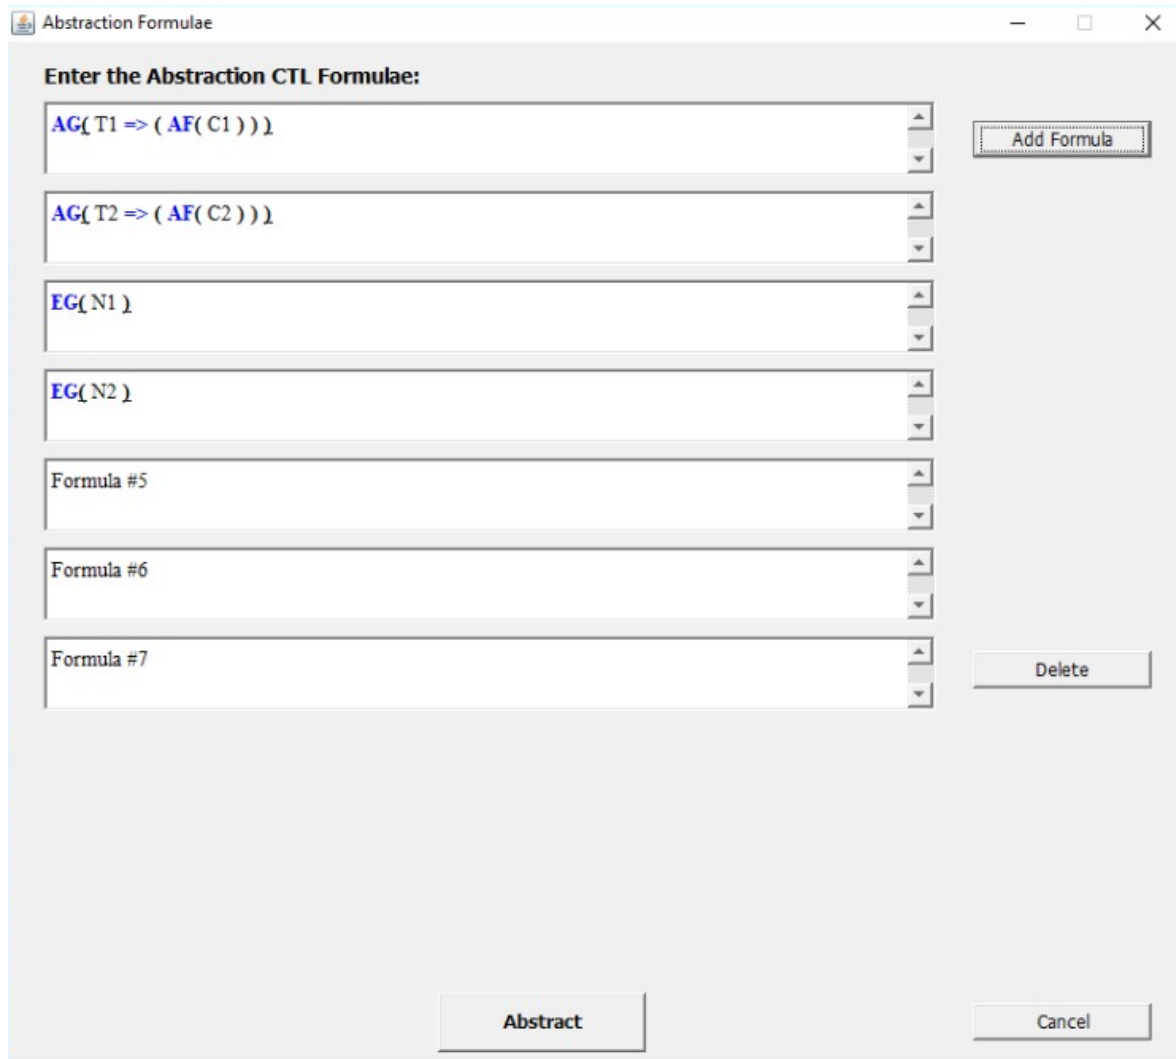 Abstraction Formulae
Enter the Abstraction CTL Formulae:
AG( T1 => ( AF( C1 ) ) )
Add Formula
AG( T2 => ( AF( C2 ) ) )
EG( N1 )
EG( N2 )
Formula #5
Formula #6
Formula #7
Delete
Abstract
Cancel